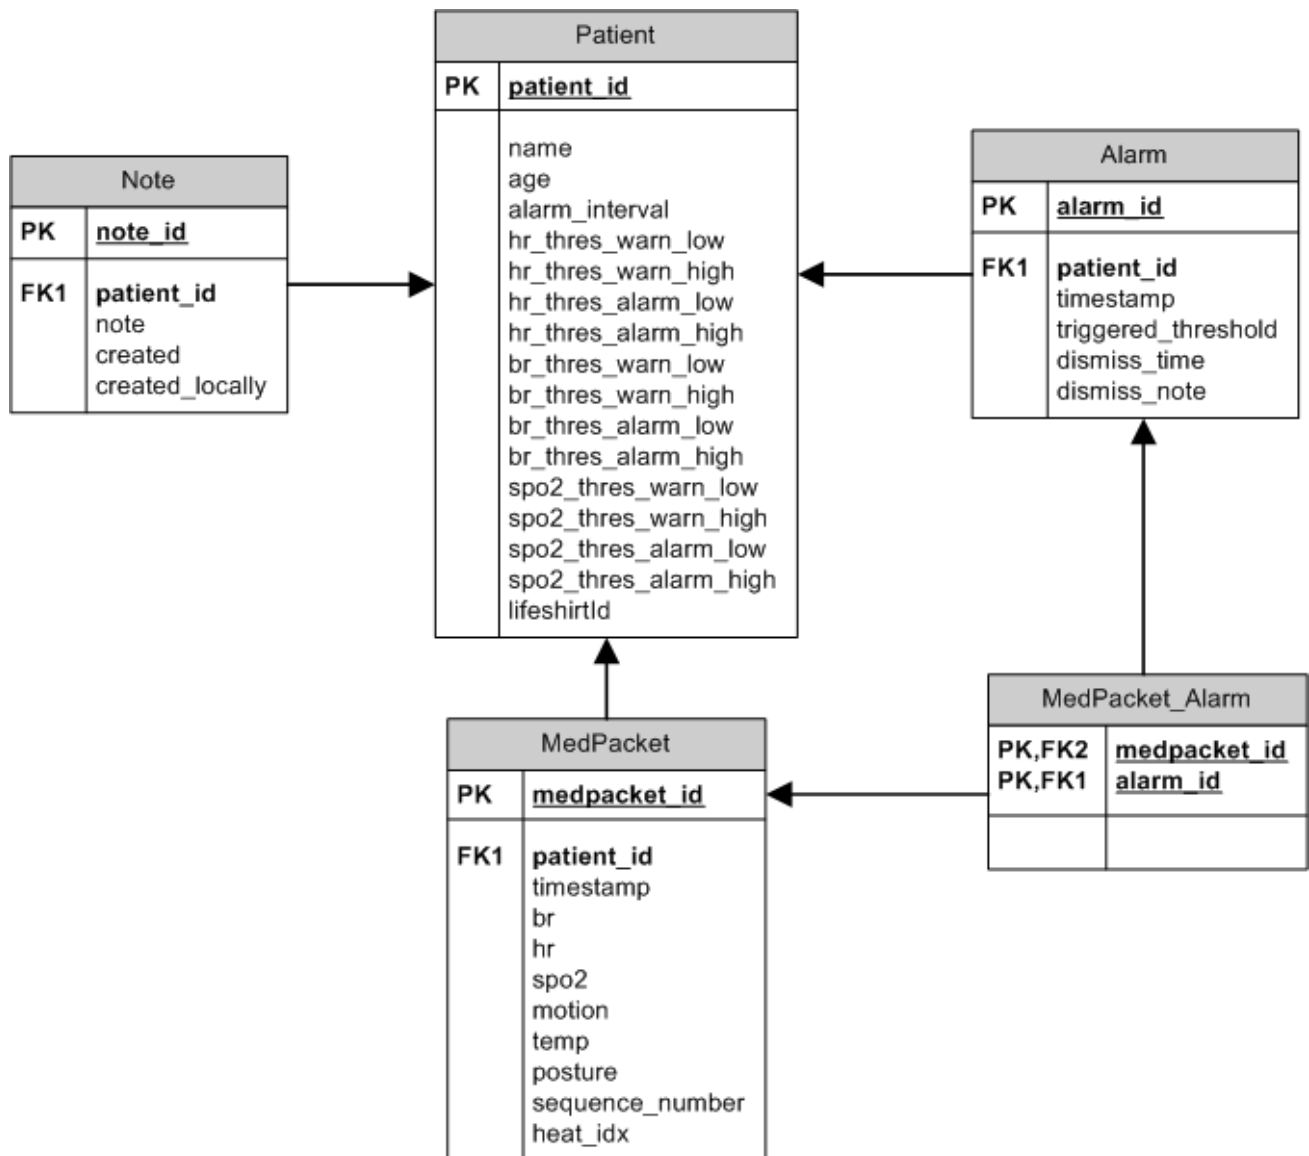 Patient
PK patient_id
name
age
alarm_interval
hr_thres_warn_low
hr_thres_warn_high
hr_thres_alarm_low
hr_thres_alarm_high
br_thres_warn_low
br_thres_warn_high
br_thres_alarm_low
br_thres_alarm_high
spo2_thres_warn_low
spo2_thres_warn_high
spo2_thres_alarm_low
spo2_thres_alarm_high
lifeshirtId
Note
PK note_id
FK1 patient_id
note
created
created_locally
Alarm
PK alarm_id
FK1 patient_id
timestamp
triggered_threshold
dismiss_time
dismiss_note
MedPacket
PK medpacket_id
FK1 patient_id
timestamp
br
hr
spo2
motion
temp
posture
sequence_number
heat_idx
MedPacket_Alarm
PK,FK2 medpacket_id
PK,FK1 alarm_id